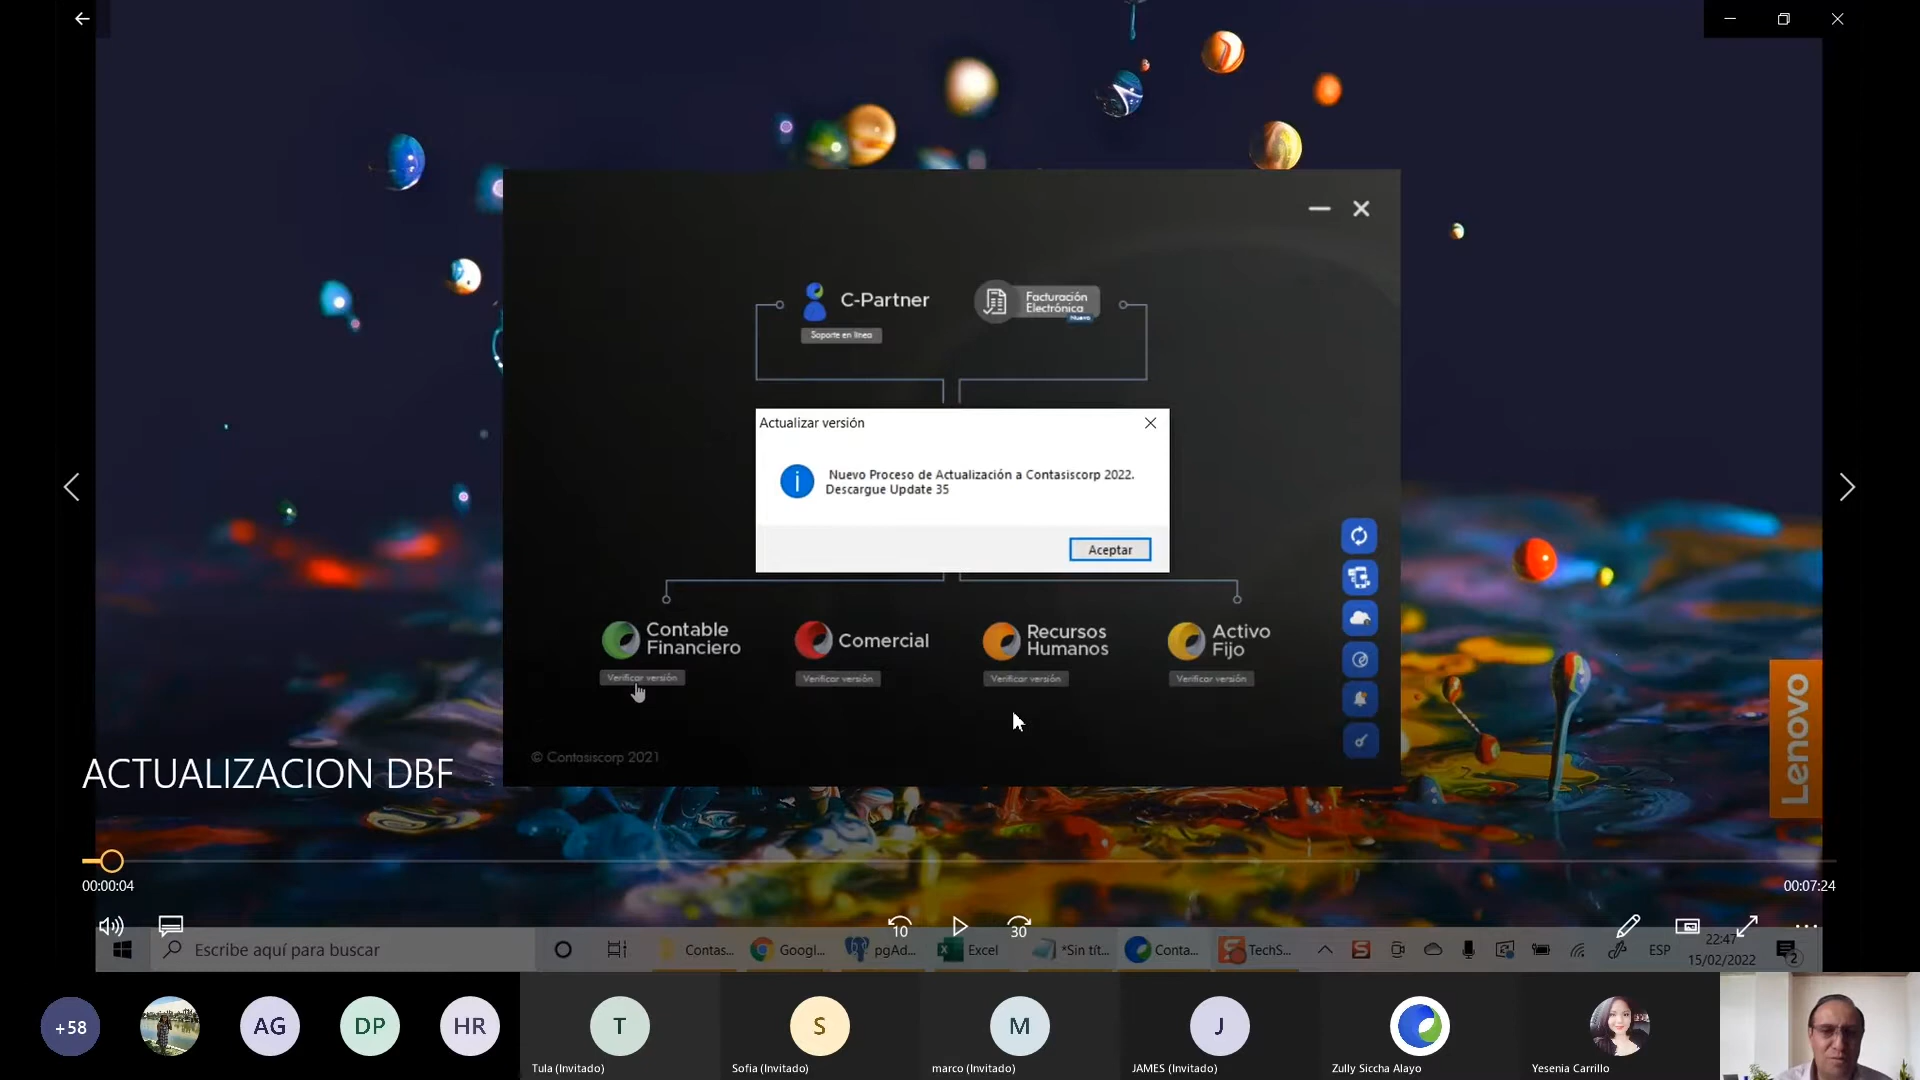 C-Partner
Soporte en línea
Facturación
Electrónica
Nuevo
Actualizar versión
Nuevo Proceso de Actualización a Contasiscorp 2022.
Descargue Update 35
Aceptar
Contable
Financiero
Verificar versión
Comercial
Verificar versión
Recursos
Humanos
Verificar versión
Activo
Fijo
Verificar versión
© Contasiscorp 2021
Lenovo
ACTUALIZACION DBF
00:00:04
00:07:24
10
30
Escribe aquí para buscar
Contas...
Googl...
pgAd...
Excel
*Sin tít...
Conta...
TechS...
ESP
22:47
15/02/2022
2
+58
AG
DP
HR
T
Tula (Invitado)
S
Sofia (Invitado)
M
marco (Invitado)
J
JAMES (Invitado)
Zully Siccha Alayo
Yesenia Carrillo